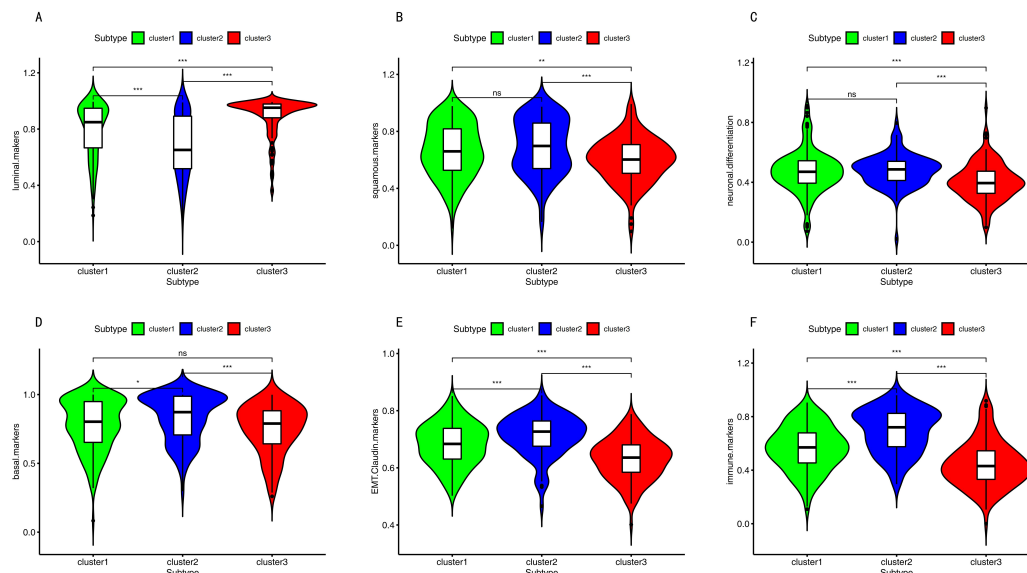 A
Subtype cluster1 cluster2 cluster3
***
***
***
1.2
0.8
0.4
0.0
luminal.makers
cluster1 cluster2 cluster3
Subtype
B
Subtype cluster1 cluster2 cluster3
**
***
ns
1.2
0.8
0.4
0.0
squamous.markers
cluster1 cluster2 cluster3
Subtype
C
Subtype cluster1 cluster2 cluster3
***
***
ns
1.2
0.8
0.4
0.0
neuronal.differentiation
cluster1 cluster2 cluster3
Subtype
D
Subtype cluster1 cluster2 cluster3
ns
***
*
1.0
0.5
0.0
basal.markers
cluster1 cluster2 cluster3
Subtype
E
Subtype cluster1 cluster2 cluster3
***
***
***
1.0
0.8
0.6
0.4
EMT.Claudin.markers
cluster1 cluster2 cluster3
Subtype
F
Subtype cluster1 cluster2 cluster3
***
***
***
1.2
0.8
0.4
0.0
immune.markers
cluster1 cluster2 cluster3
Subtype